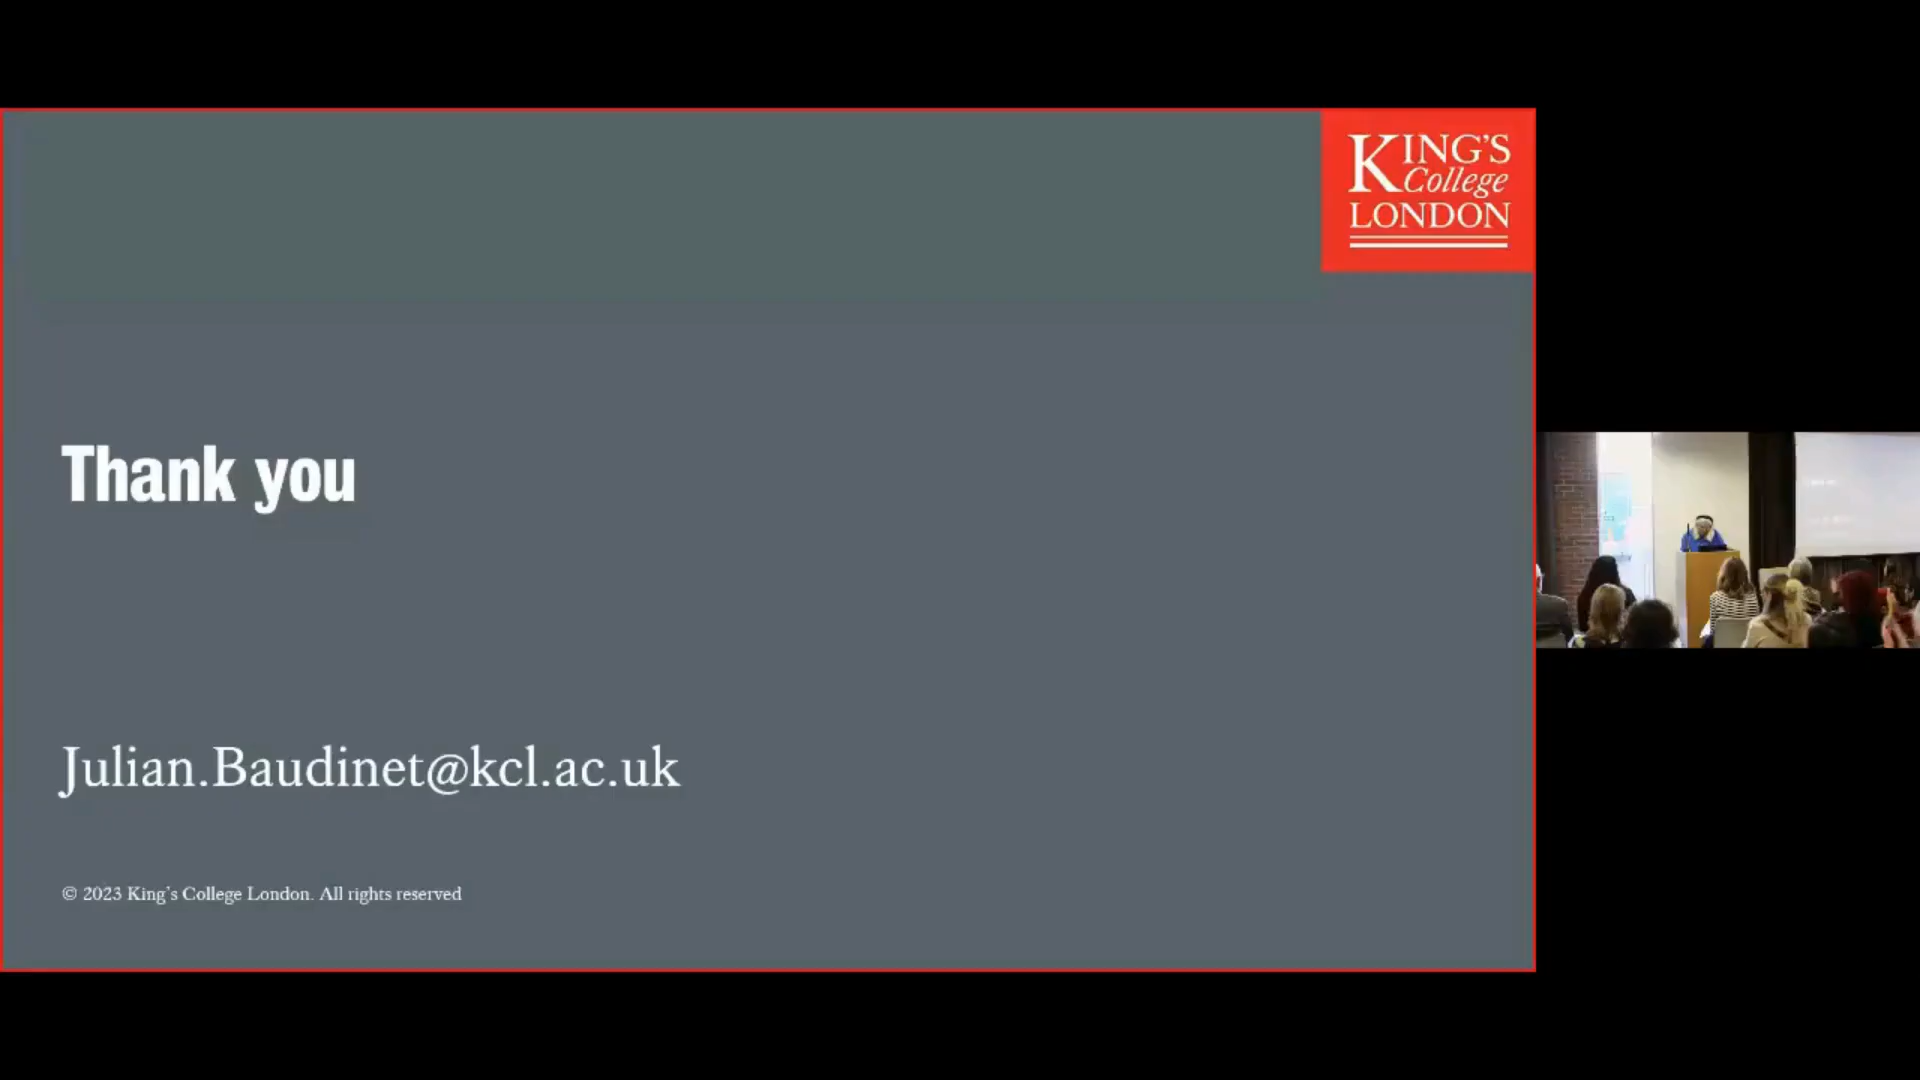 KING'S
College
LONDON
Thank you
Julian.Baudinet@kcl.ac.uk
© 2023 King's College London. All rights reserved